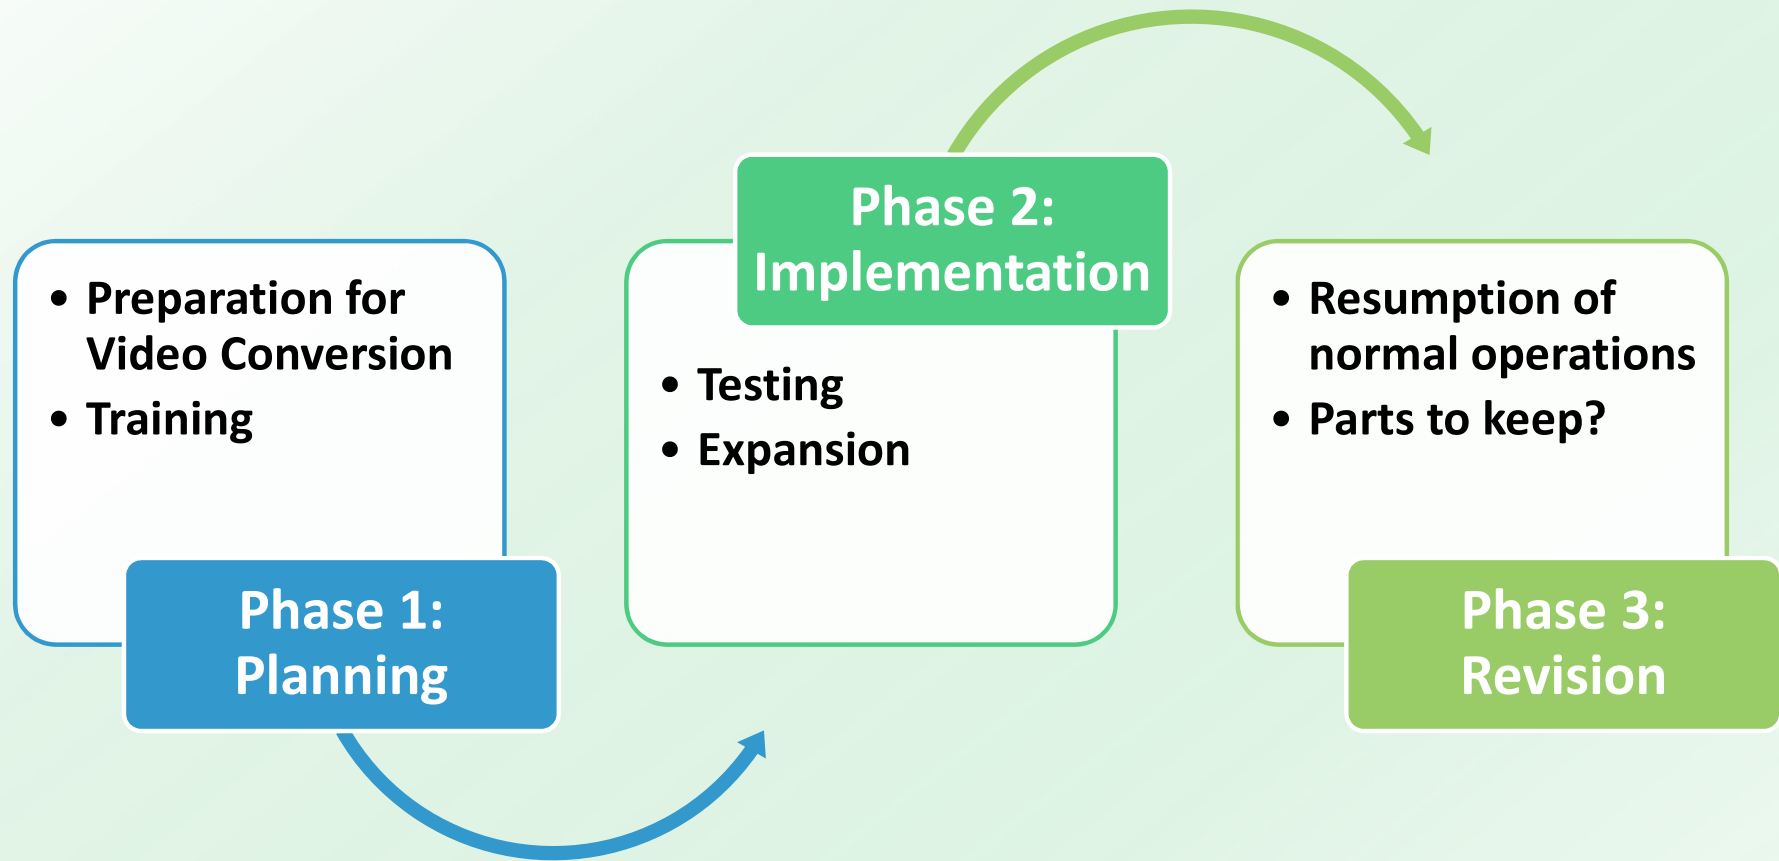 • Preparation for
Video Conversion
• Training
Phase 1:
Planning
Phase 2:
Implementation
• Testing
• Expansion
• Resumption of
normal operations
• Parts to keep?
Phase 3:
Revision